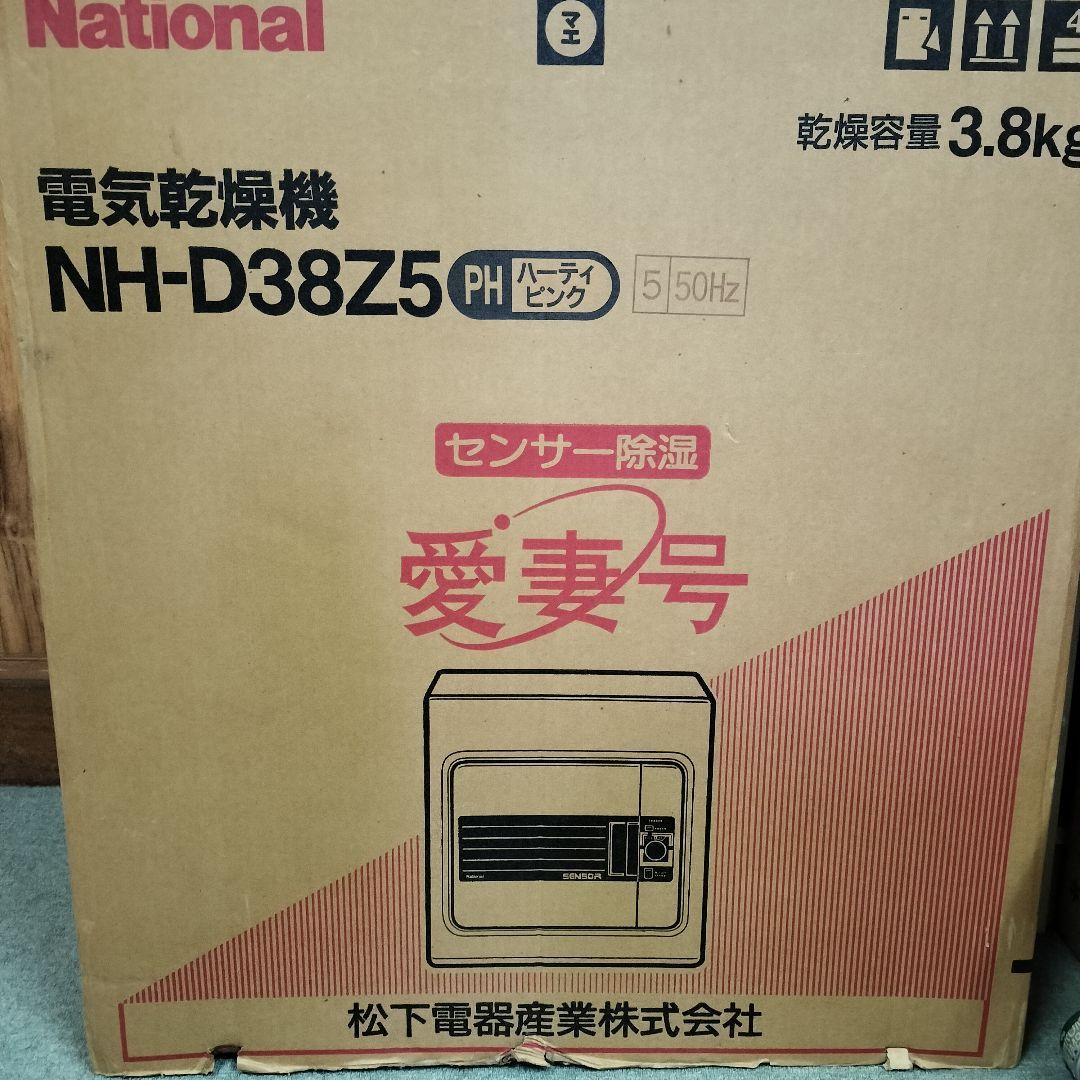 National
マエ
4
乾燥容量 3.8kg
電気乾燥機
NH-D38Z5 PH ハーティ
ピンク 5 50Hz
センサー除湿
愛妻号
National SENSOR
松下電器産業株式会社